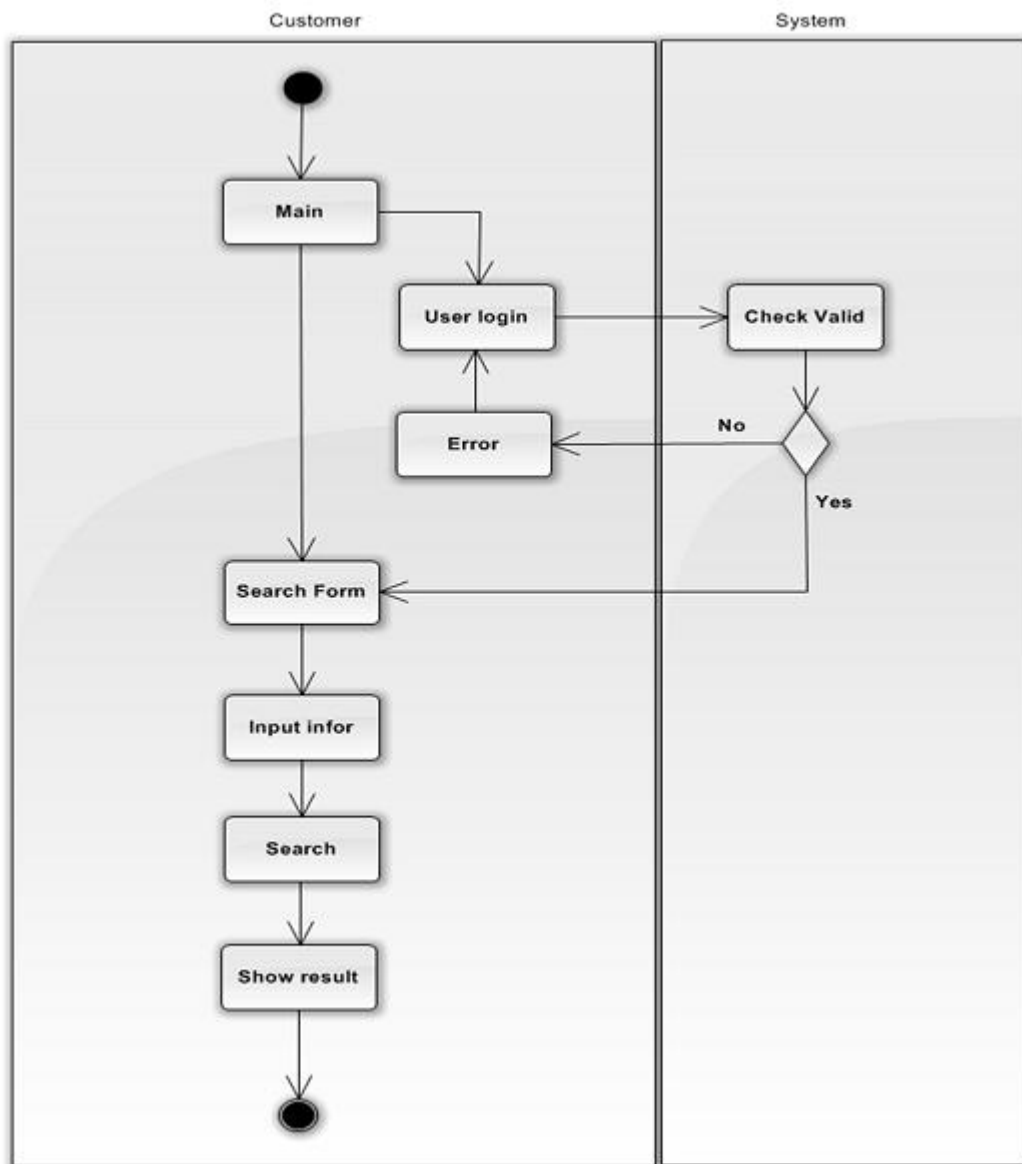 Customer
System
Main
User login
Check Valid
Error
No
Yes
Search Form
Input infor
Search
Show result